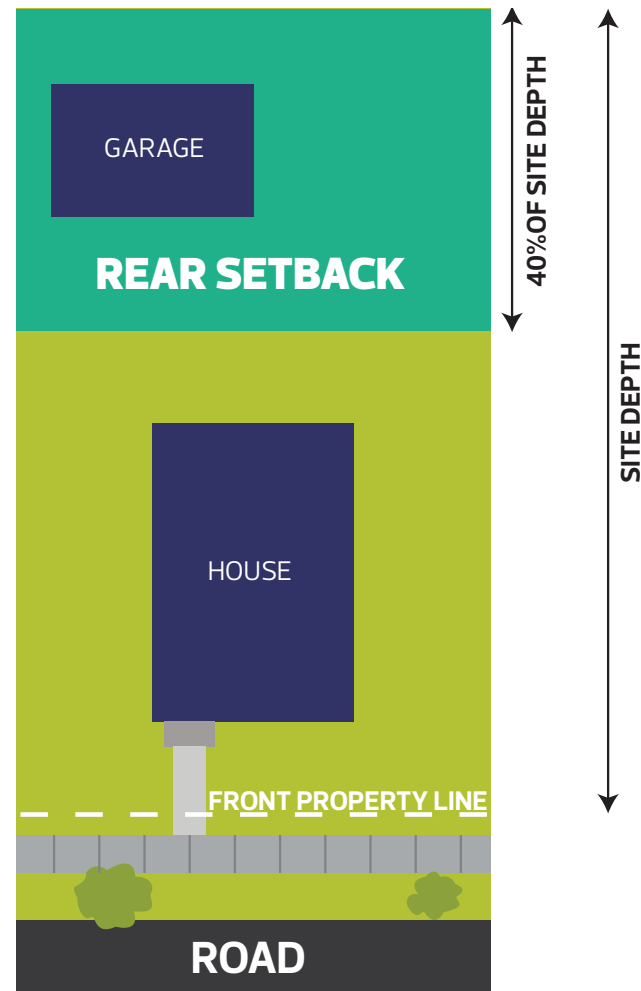 GARAGE
REAR SETBACK
40%OF SITE DEPTH
SITE DEPTH
HOUSE
FRONT PROPERTY LINE
ROAD